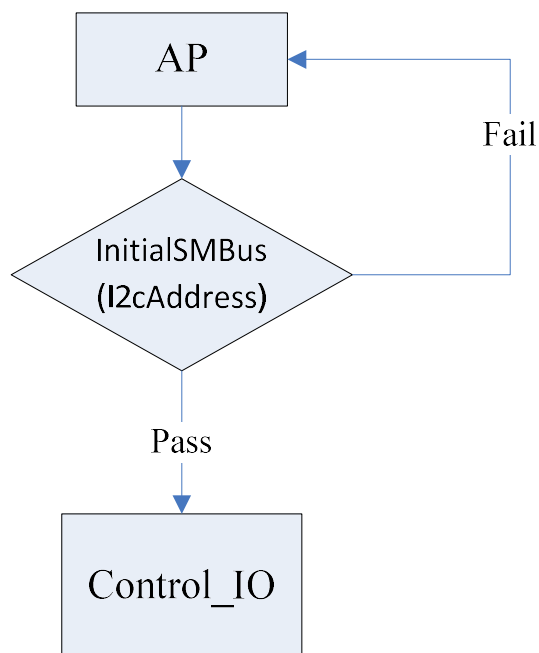 AP
Fail
InitialSMBus
(I2cAddress)
Pass
Control_IO